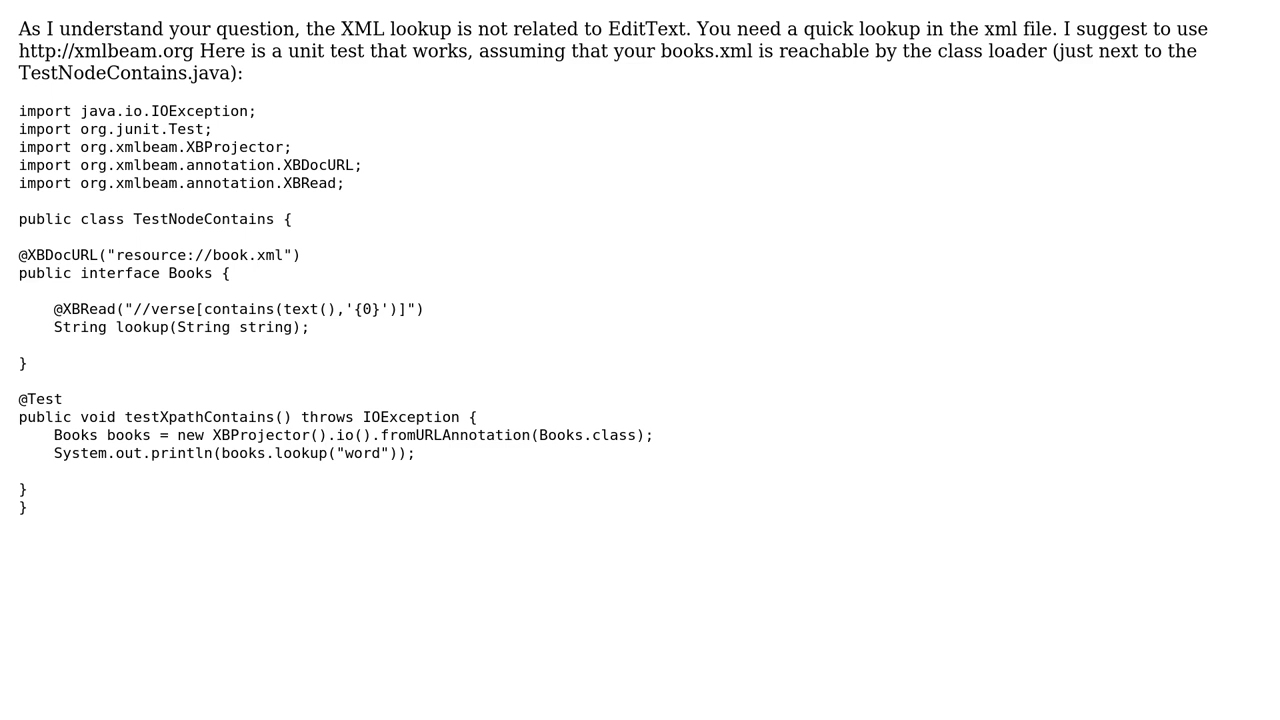 As I understand your question, the XML lookup is not related to EditText. You need a quick lookup in the xml file. I suggest to use
http://xmlbeam.org Here is a unit test that works, assuming that your books.xml is reachable by the class loader (just next to the
TestNodeContains.java):
import java.io.IOException;
import org.junit.Test;
import org.xmlbeam.XBProjector;
import org.xmlbeam.annotation.XBDocURL;
import org.xmlbeam.annotation.XBRead;

public class TestNodeContains {

@XBDocURL("resource://book.xml")
public interface Books {

    @XBRead("//verse[contains(text(),'{0}')]")
    String lookup(String string);

}

@Test
public void testXpathContains() throws IOException {
    Books books = new XBProjector().io().fromURLAnnotation(Books.class);
    System.out.println(books.lookup("word"));

}
}